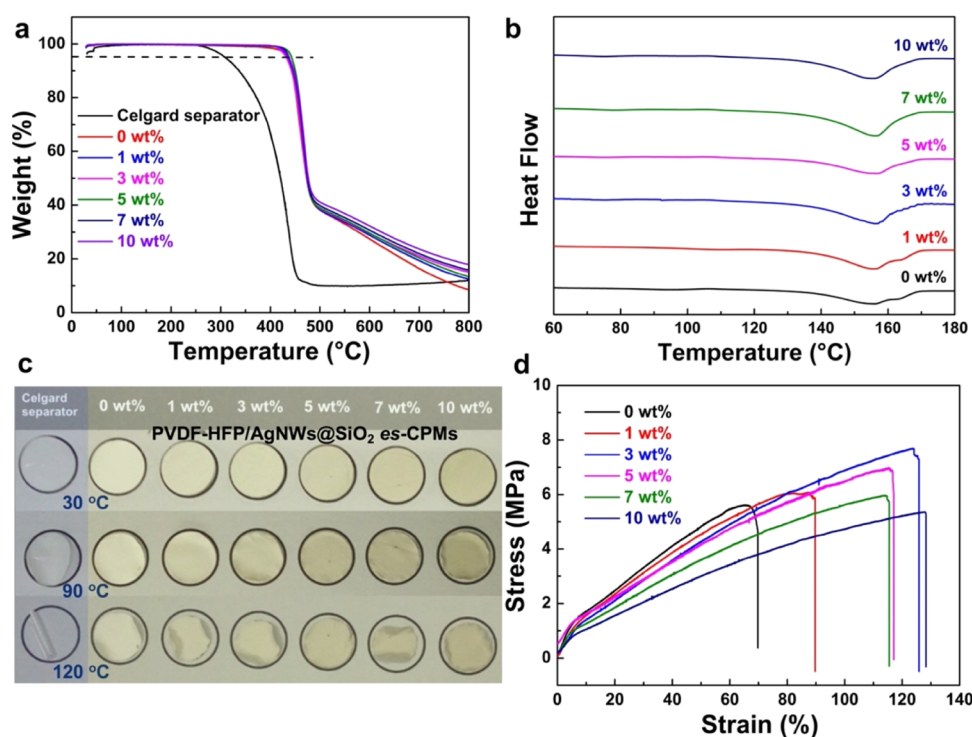 a
100
80
60
40
20
0
Weight (%)
Celgard separator
0 wt%
1 wt%
3 wt%
5 wt%
7 wt%
10 wt%
0 100 200 300 400 500 600 700 800
Temperature (°C)
b
Heat Flow
10 wt%
7 wt%
5 wt%
3 wt%
1 wt%
0 wt%
60 80 100 120 140 160 180
Temperature (°C)
c
Celgard
separator
0 wt% 1 wt% 3 wt% 5 wt% 7 wt% 10 wt%
PVDF-HFP/AgNWs@SiO₂ es-CPMs
30 °C
90 °C
120 °C
d
10
8
6
4
2
0
Stress (MPa)
0 wt%
1 wt%
3 wt%
5 wt%
7 wt%
10 wt%
0 20 40 60 80 100 120 140
Strain (%)